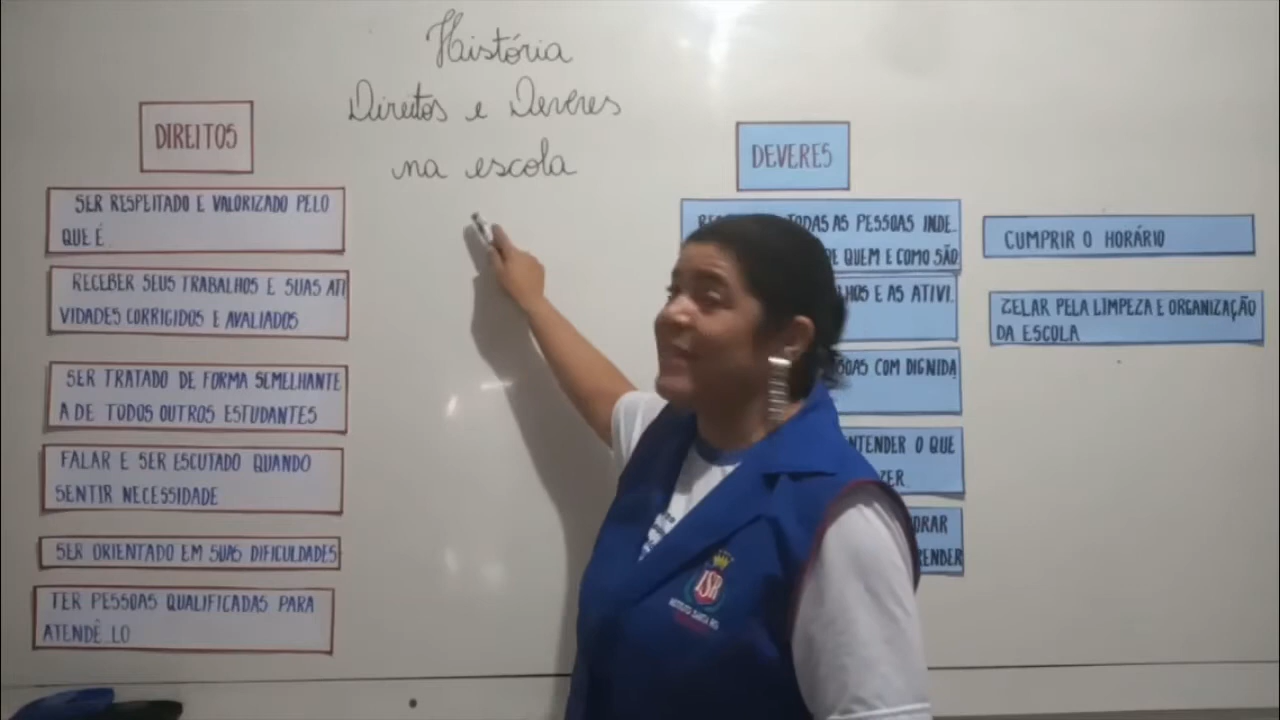 História
Direitos e Deveres
na escola
DIREITOS
SER RESPEITADO E VALORIZADO PELO
QUE É
RECEBER SEUS TRABALHOS E SUAS ATI
VIDADES CORRIGIDOS E AVALIADOS
SER TRATADO DE FORMA SEMELHANTE
A DE TODOS OUTROS ESTUDANTES
FALAR E SER ESCUTADO QUANDO
SENTIR NECESSIDADE
SER ORIENTADO EM SUAS DIFICULDADES
TER PESSOAS QUALIFICADAS PARA
ATENDÊ-LO
DEVERES
TODAS AS PESSOAS INDE-
DE QUEM E COMO SÃO
E AS ATIVI-
COM DIGNIDA
O QUE
CUMPRIR O HORÁRIO
ZELAR PELA LIMPEZA E ORGANIZAÇÃO
DA ESCOLA
ISR